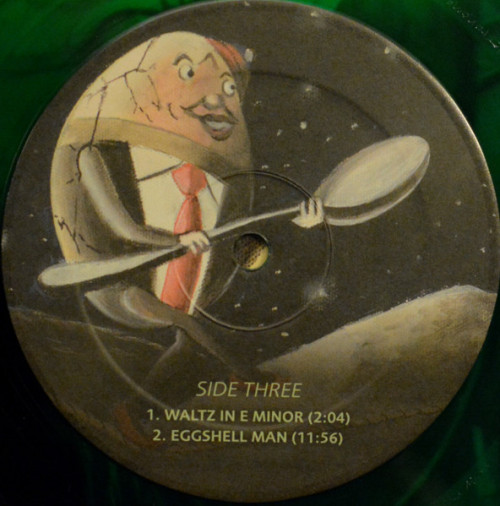 SIDE THREE
1. WALTZ IN E MINOR (2:04)
2. EGGSHELL MAN (11:56)